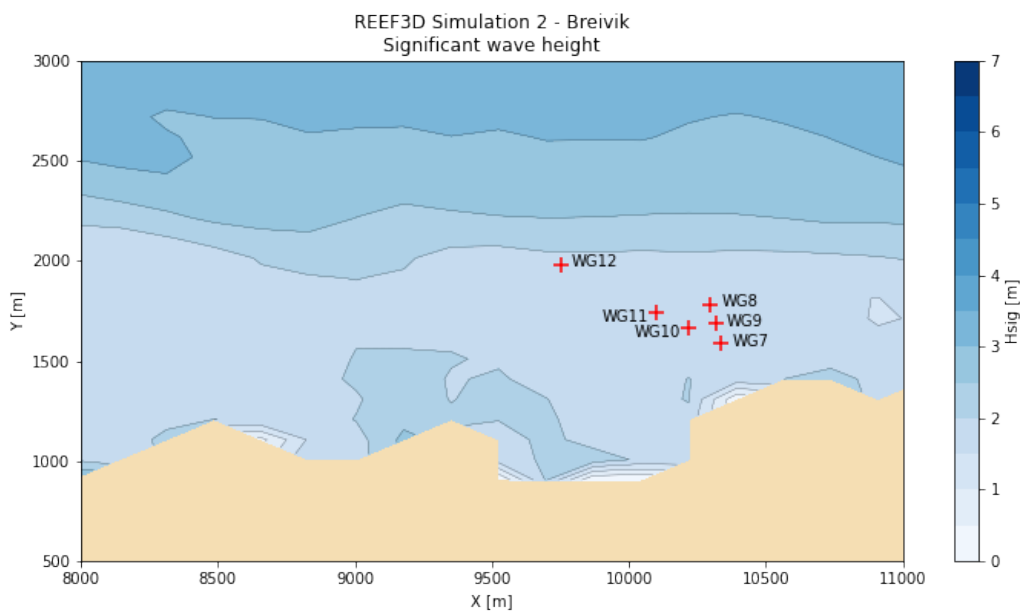 REEF3D Simulation 2 - Breivik
Significant wave height
3000
2500
2000
1500
1000
500
Y [m]
8000
8500
9000
9500
10000
10500
11000
X [m]
WG12
WG8
WG11
WG9
WG10
WG7
7
6
5
4
3
2
1
0
Hsig [m]